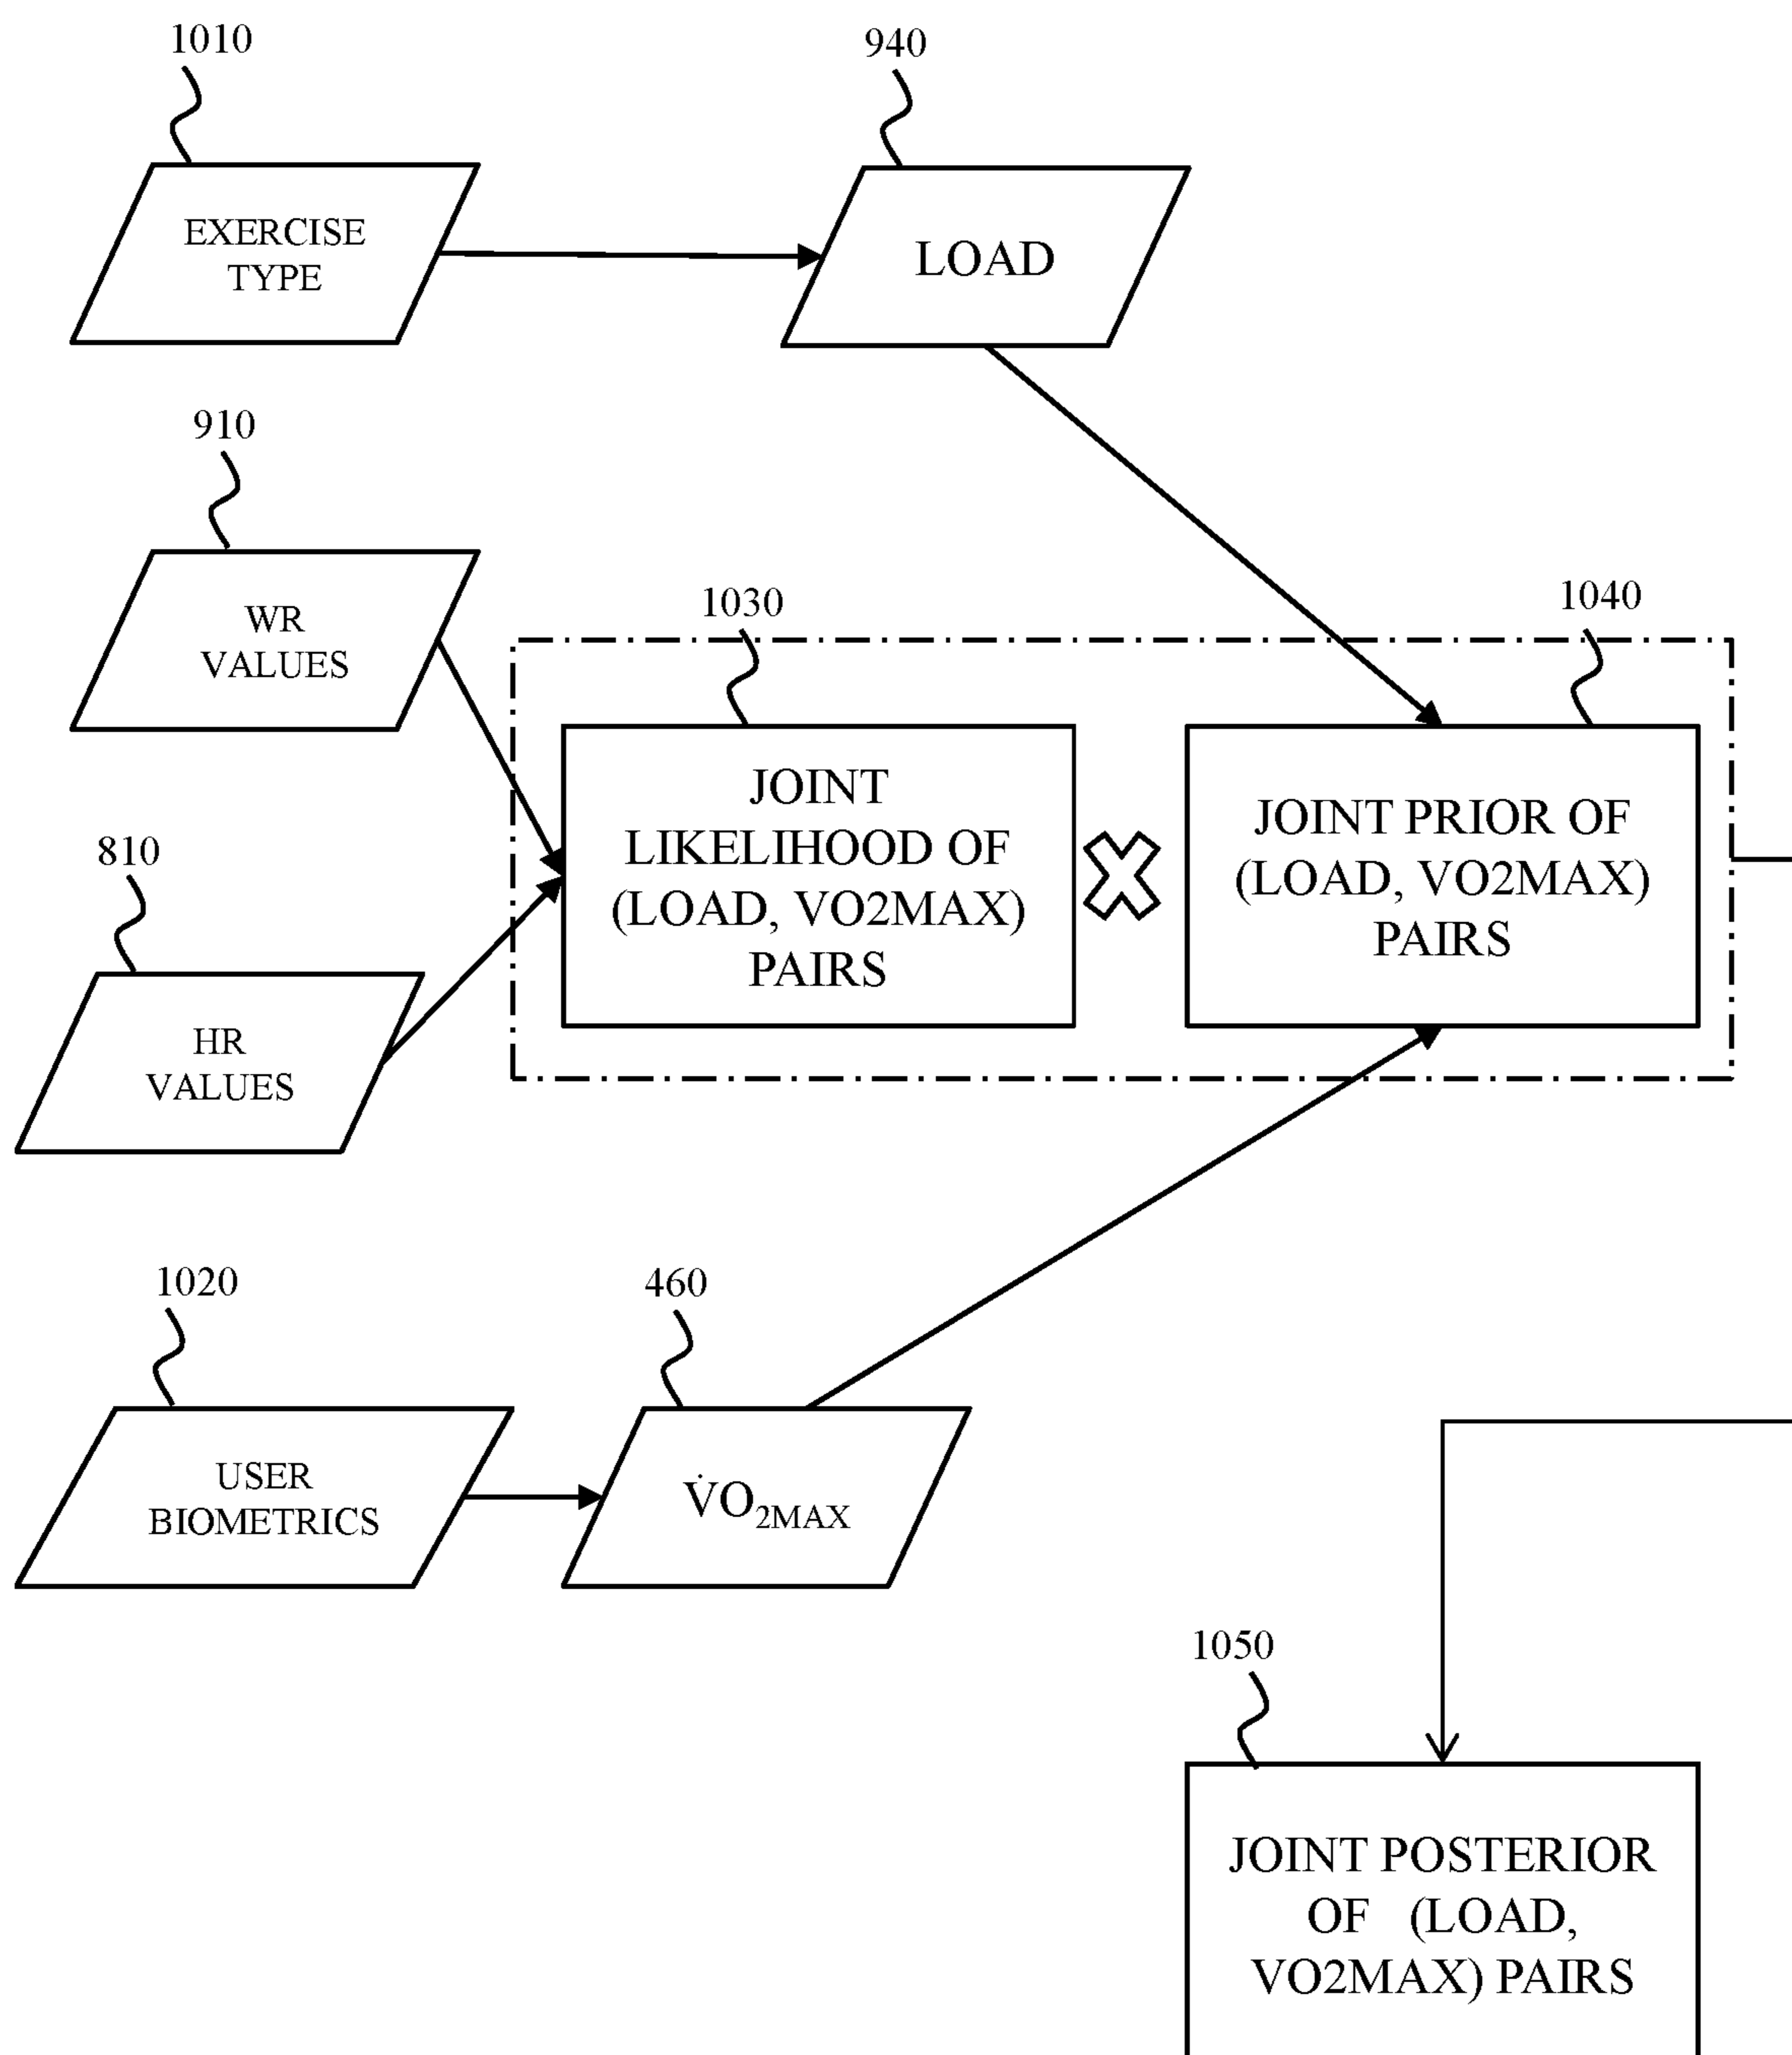 1010
940
EXERCISE
TYPE
LOAD
910
WR
VALUES
1030
1040
JOINT
LIKELIHOOD OF
(LOAD, VO2MAX)
PAIRS
JOINT PRIOR OF
(LOAD, VO2MAX)
PAIRS
810
HR
VALUES
1020
460
USER
BIOMETRICS
V̇O₂MAX
1050
JOINT POSTERIOR
OF (LOAD,
VO2MAX) PAIRS